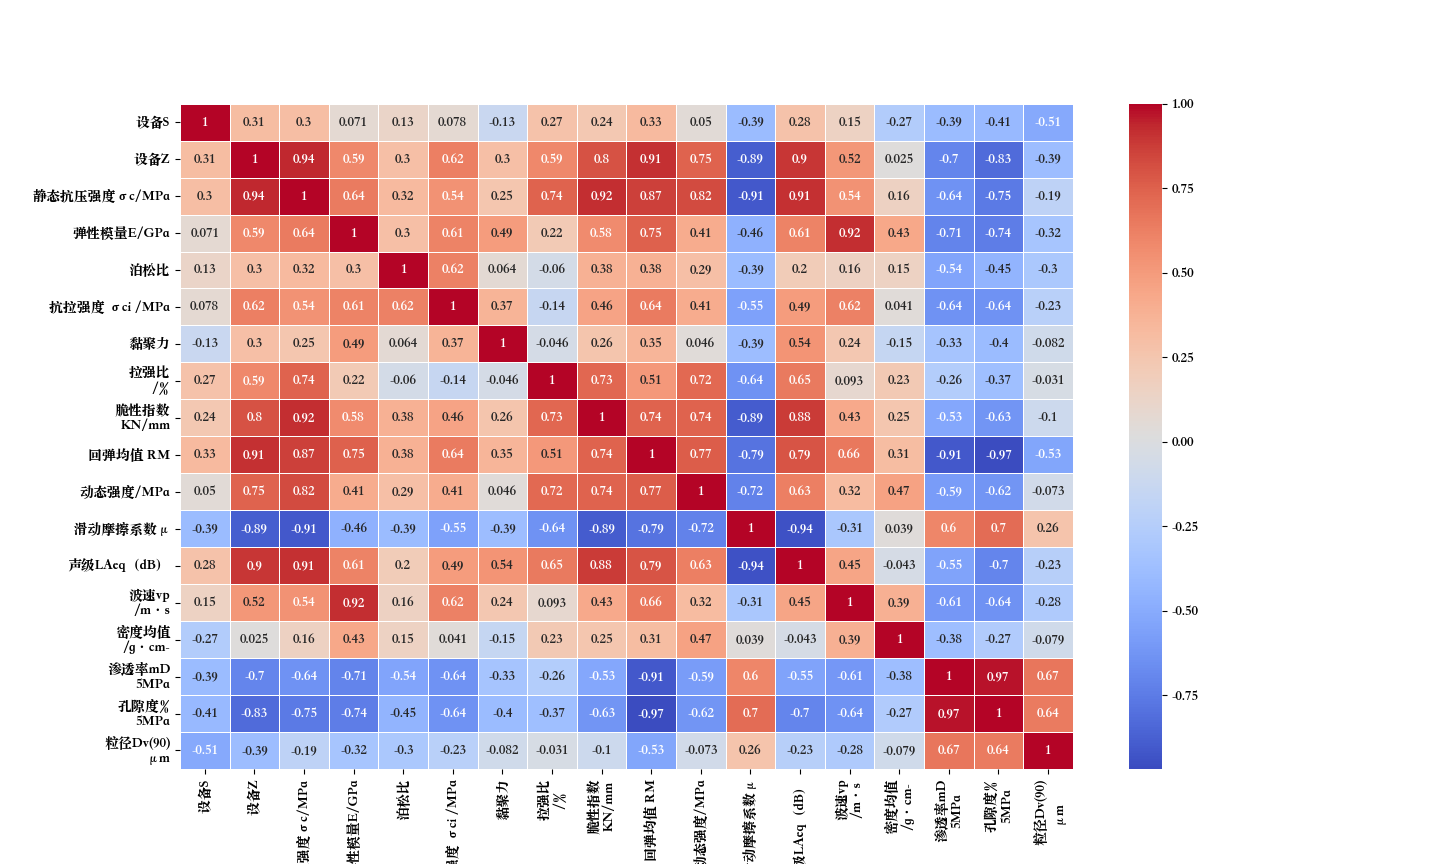 设备S 1 0.31 0.3 0.071 0.13 0.078 -0.13 0.27 0.24 0.33 0.05 -0.39 0.28 0.15 -0.27 -0.39 -0.41 -0.51
设备Z 0.31 1 0.94 0.59 0.3 0.62 0.3 0.59 0.8 0.91 0.75 -0.89 0.9 0.52 0.025 -0.7 -0.83 -0.39
静态抗压强度 σc/MPa 0.3 0.94 1 0.64 0.32 0.54 0.25 0.74 0.92 0.87 0.82 -0.91 0.91 0.54 0.16 -0.64 -0.75 -0.19
弹性模量E/GPa 0.071 0.59 0.64 1 0.3 0.61 0.49 0.22 0.58 0.75 0.41 -0.46 0.61 0.92 0.43 -0.71 -0.74 -0.32
泊松比 0.13 0.3 0.32 0.3 1 0.62 0.064 -0.06 0.38 0.38 0.29 -0.39 0.2 0.16 0.15 -0.54 -0.45 -0.3
抗拉强度 σci /MPa 0.078 0.62 0.54 0.61 0.62 1 0.37 -0.14 0.46 0.64 0.41 -0.55 0.49 0.62 0.041 -0.64 -0.64 -0.23
黏聚力 -0.13 0.3 0.25 0.49 0.064 0.37 1 -0.046 0.26 0.35 0.046 -0.39 0.54 0.24 -0.15 -0.33 -0.4 -0.082
拉强比
/% 0.27 0.59 0.74 0.22 -0.06 -0.14 -0.046 1 0.73 0.51 0.72 -0.64 0.65 0.093 0.23 -0.26 -0.37 -0.031
脆性指数
KN/mm 0.24 0.8 0.92 0.58 0.38 0.46 0.26 0.73 1 0.74 0.74 -0.89 0.88 0.43 0.25 -0.53 -0.63 -0.1
回弹均值 RM 0.33 0.91 0.87 0.75 0.38 0.64 0.35 0.51 0.74 1 0.77 -0.79 0.79 0.66 0.31 -0.91 -0.97 -0.53
动态强度/MPa 0.05 0.75 0.82 0.41 0.29 0.41 0.046 0.72 0.74 0.77 1 -0.72 0.63 0.32 0.47 -0.59 -0.62 -0.073
滑动摩擦系数 μ -0.39 -0.89 -0.91 -0.46 -0.39 -0.55 -0.39 -0.64 -0.89 -0.79 -0.72 1 -0.94 -0.31 0.039 0.6 0.7 0.26
声级LAcq（dB） 0.28 0.9 0.91 0.61 0.2 0.49 0.54 0.65 0.88 0.79 0.63 -0.94 1 0.45 -0.043 -0.55 -0.7 -0.23
波速vp
/m·s 0.15 0.52 0.54 0.92 0.16 0.62 0.24 0.093 0.43 0.66 0.32 -0.31 0.45 1 0.39 -0.61 -0.64 -0.28
密度均值
/g·cm- -0.27 0.025 0.16 0.43 0.15 0.041 -0.15 0.23 0.25 0.31 0.47 0.039 -0.043 0.39 1 -0.38 -0.27 -0.079
渗透率mD
5MPa -0.39 -0.7 -0.64 -0.71 -0.54 -0.64 -0.33 -0.26 -0.53 -0.91 -0.59 0.6 -0.55 -0.61 -0.38 1 0.97 0.67
孔隙度%
5MPa -0.41 -0.83 -0.75 -0.74 -0.45 -0.64 -0.4 -0.37 -0.63 -0.97 -0.62 0.7 -0.7 -0.64 -0.27 0.97 1 0.64
粒径Dv(90)
μm -0.51 -0.39 -0.19 -0.32 -0.3 -0.23 -0.082 -0.031 -0.1 -0.53 -0.073 0.26 -0.23 -0.28 -0.079 0.67 0.64 1
设备S
设备Z
强度 σc/MPa
性模量E/GPa
泊松比
度 σci /MPa
黏聚力
拉强比
/%
脆性指数
KN/mm
回弹均值 RM
动态强度/MPa
动摩擦系数 μ
级LAcq（dB）
波速vp
/m·s
密度均值
/g·cm-
渗透率mD
5MPa
孔隙度%
5MPa
粒径Dv(90)
μm
1.00
0.75
0.50
0.25
0.00
-0.25
-0.50
-0.75